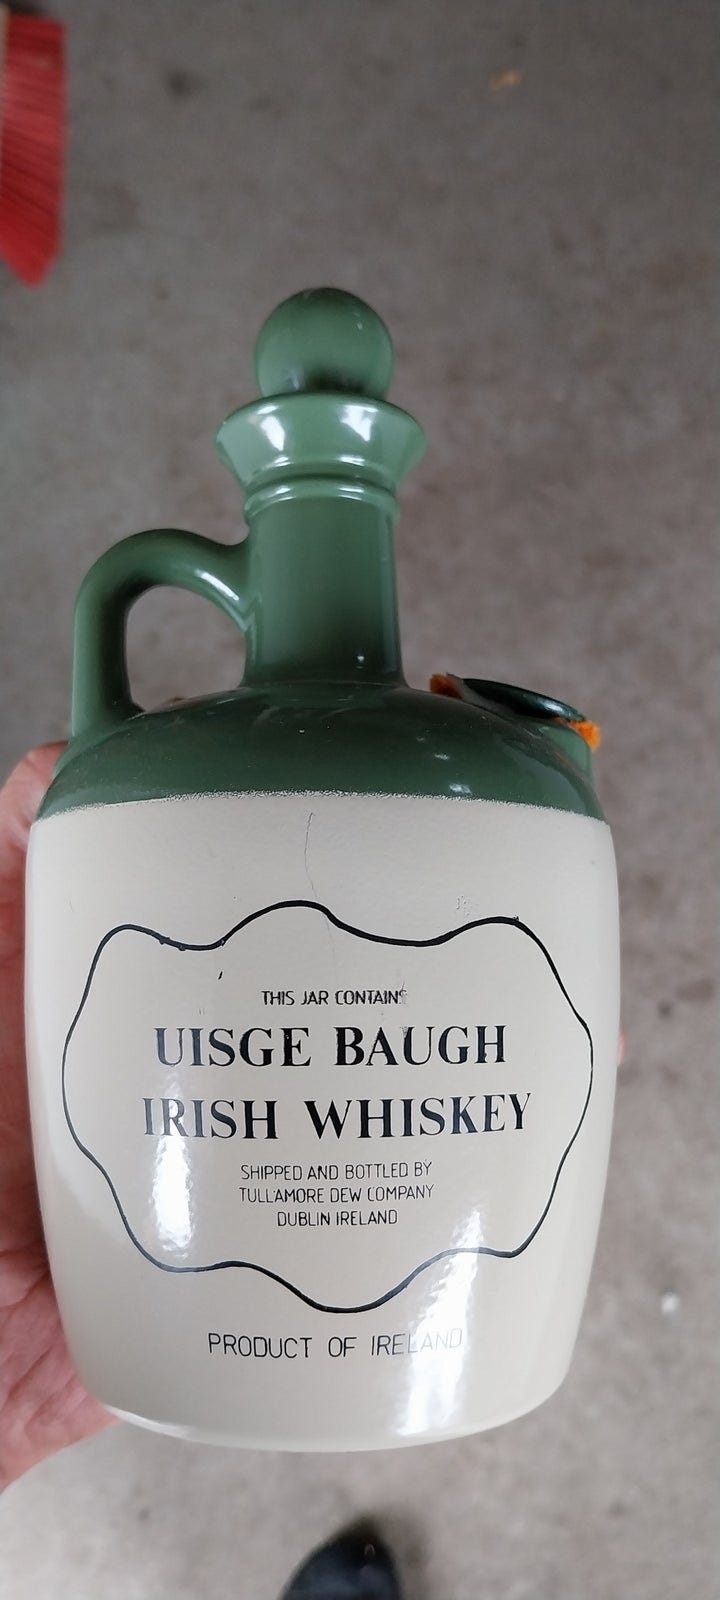 THIS JAR CONTAINS
UISGE BAUGH
IRISH WHISKEY
SHIPPED AND BOTTLED BY
TULLAMORE DEW COMPANY
DUBLIN IRELAND
PRODUCT OF IRELAND